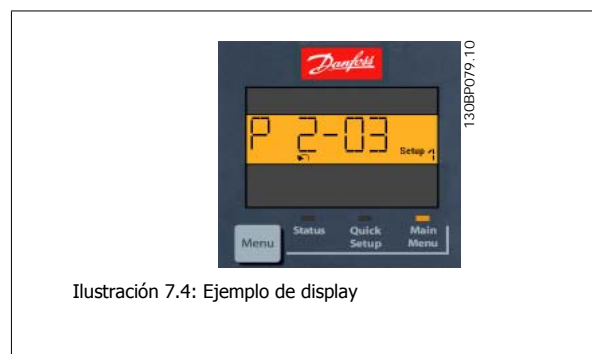 Danfoss
130BP079.10
P 2-03
Setup 1
Status
Quick
Setup
Main
Menu
Menu
Ilustración 7.4: Ejemplo de display